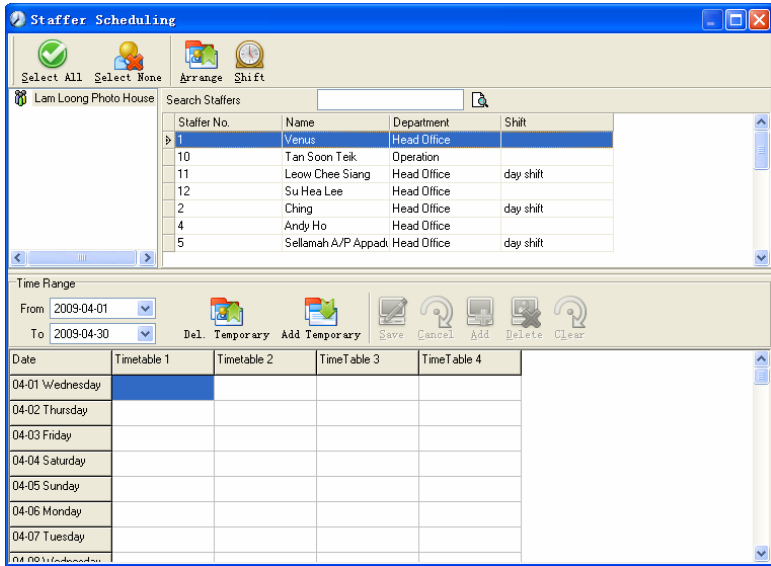 Staffer Scheduling
Select All Select None Arrange Shift
Lam Loong Photo House
Search Staffers
Staffer No. Name Department Shift
1 Venus Head Office
10 Tan Soon Teik Operation
11 Leow Chee Siang Head Office day shift
12 Su Hea Lee Head Office
2 Ching Head Office day shift
4 Andy Ho Head Office
5 Sellamah A/P Appadu Head Office day shift
Time Range
From 2009-04-01
To 2009-04-30
Del. Temporary Add Temporary Save Cancel Add Delete Clear
Date Timetable 1 Timetable 2 TimeTable 3 TimeTable 4
04-01 Wednesday
04-02 Thursday
04-03 Friday
04-04 Saturday
04-05 Sunday
04-06 Monday
04-07 Tuesday
04-08 Wednesday